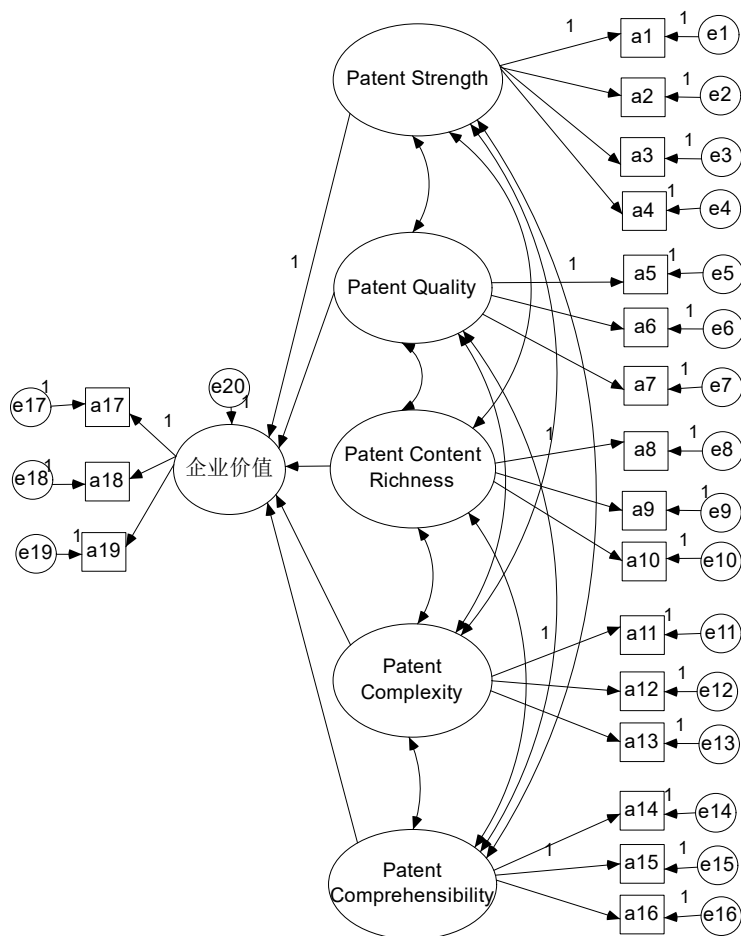 1
a1
1
e1
Patent Strength
a2
1
e2
a3
1
e3
a4
1
e4
1
1
a5
1
e5
Patent Quality
a6
1
e6
a7
1
e7
e17
1
a17
1
e20
1
1
a8
1
e8
企业价值
Patent Content
Richness
e18
1
a18
a9
1
e9
e19
1
a19
a10
1
e10
1
a11
1
e11
Patent
Complexity
a12
1
e12
a13
1
e13
a14
1
e14
1
Patent
Comprehensibility
a15
1
e15
a16
1
e16